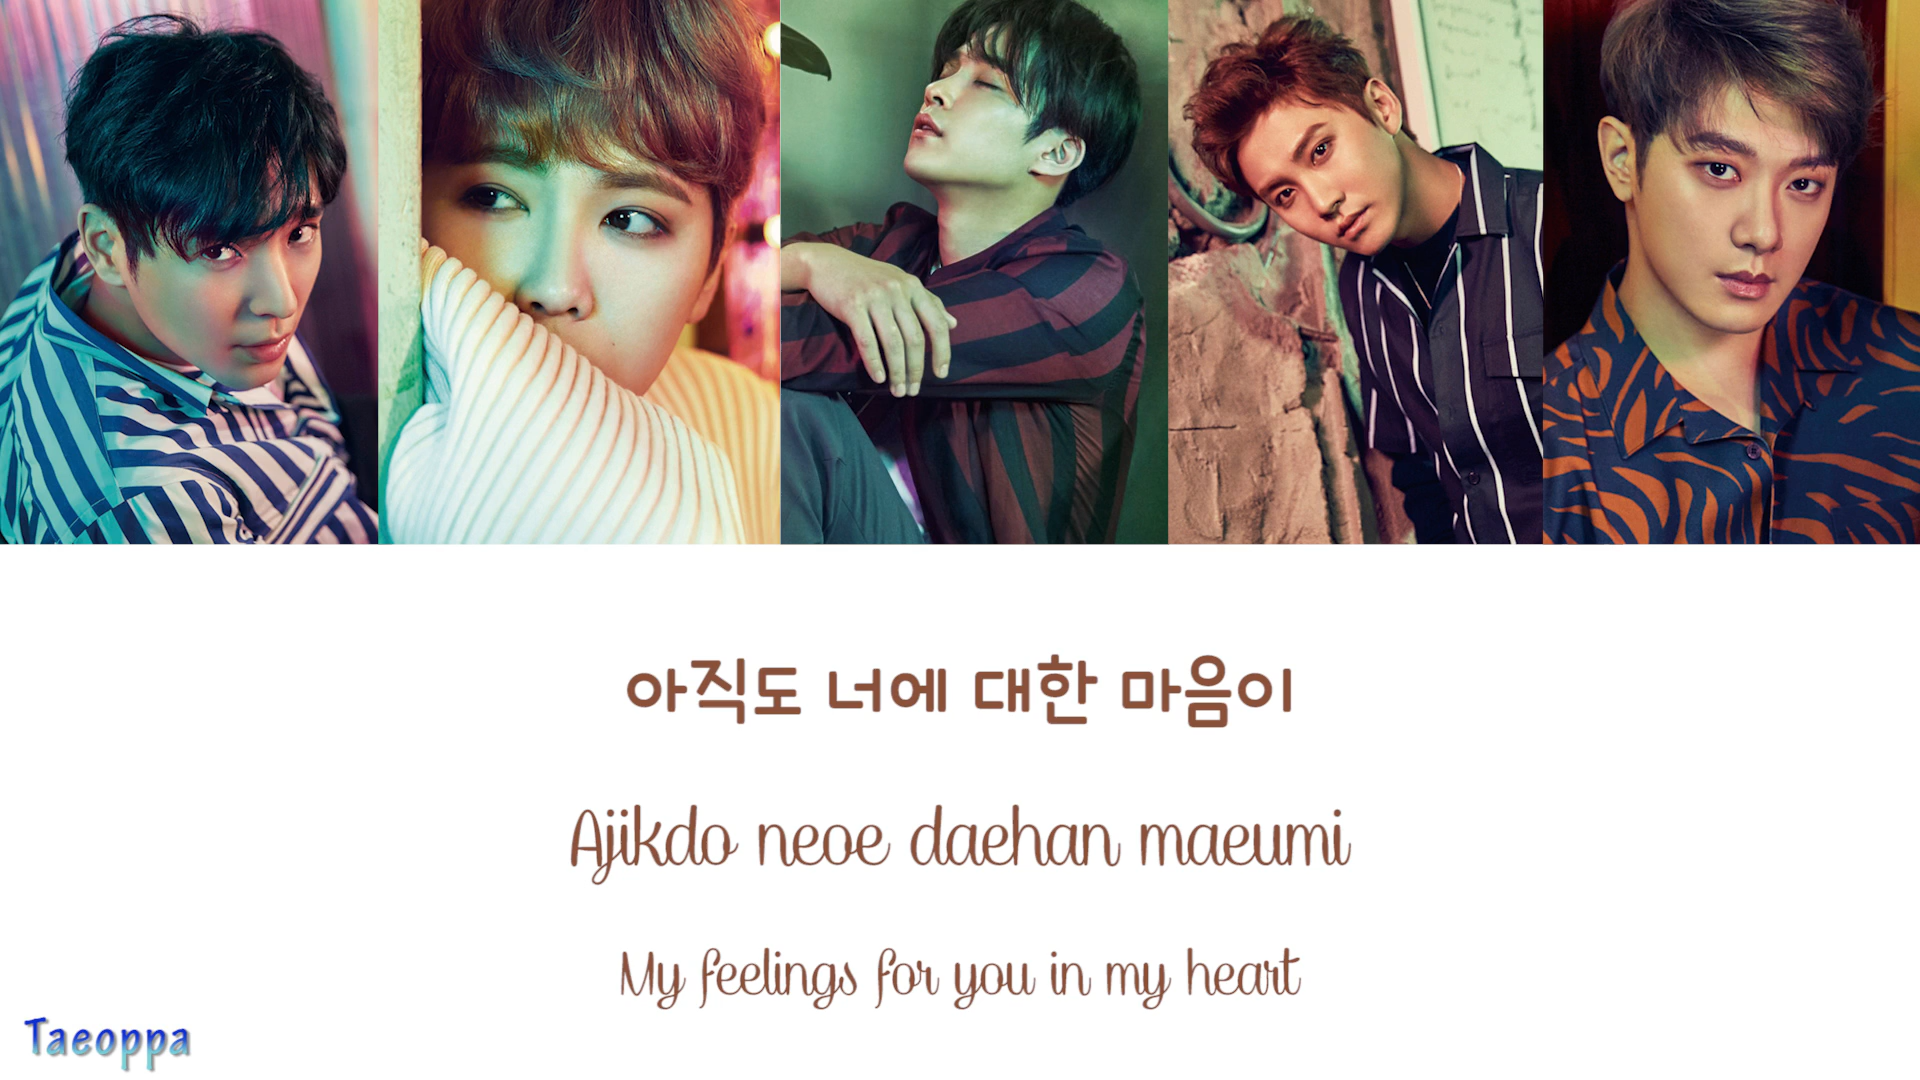 아직도 너에 대한 마음이
Ajikdo neoe daehan maeumi
My feelings for you in my heart
Taeoppa